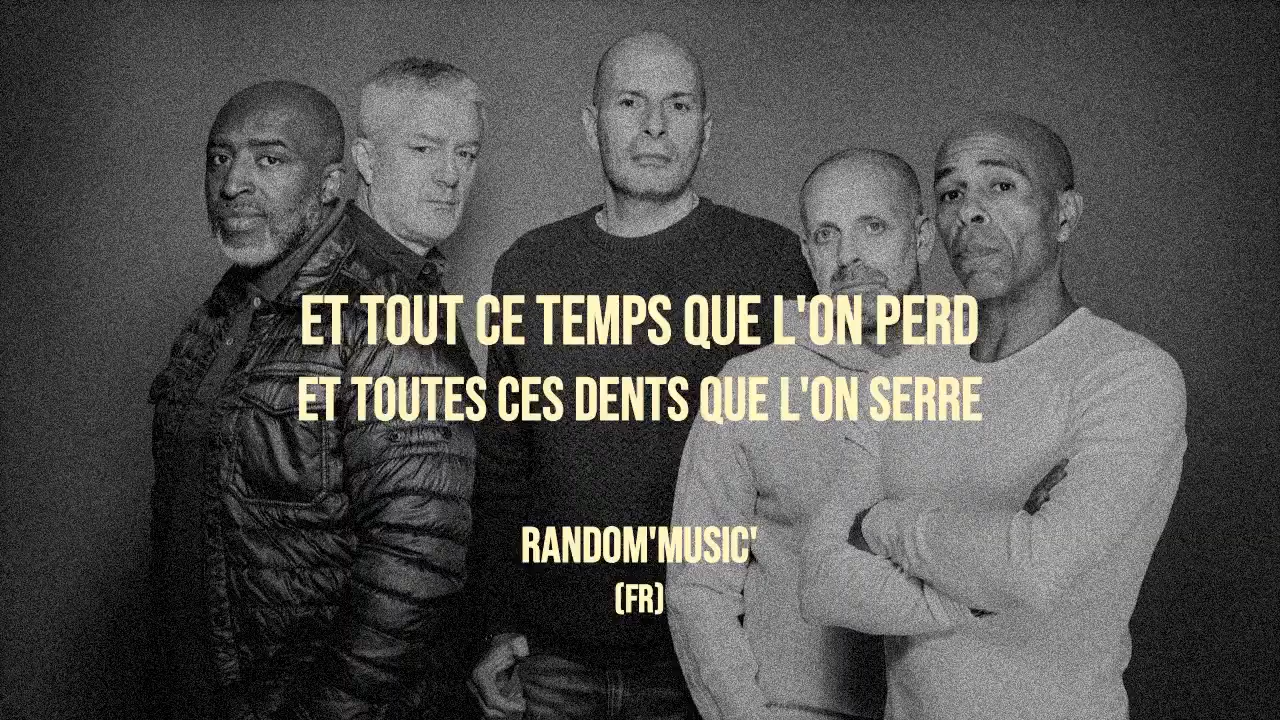 ET TOUT CE TEMPS QUE L'ON PERD
ET TOUTES CES DENTS QUE L'ON SERRE
RANDOM'MUSIC'
(FR)